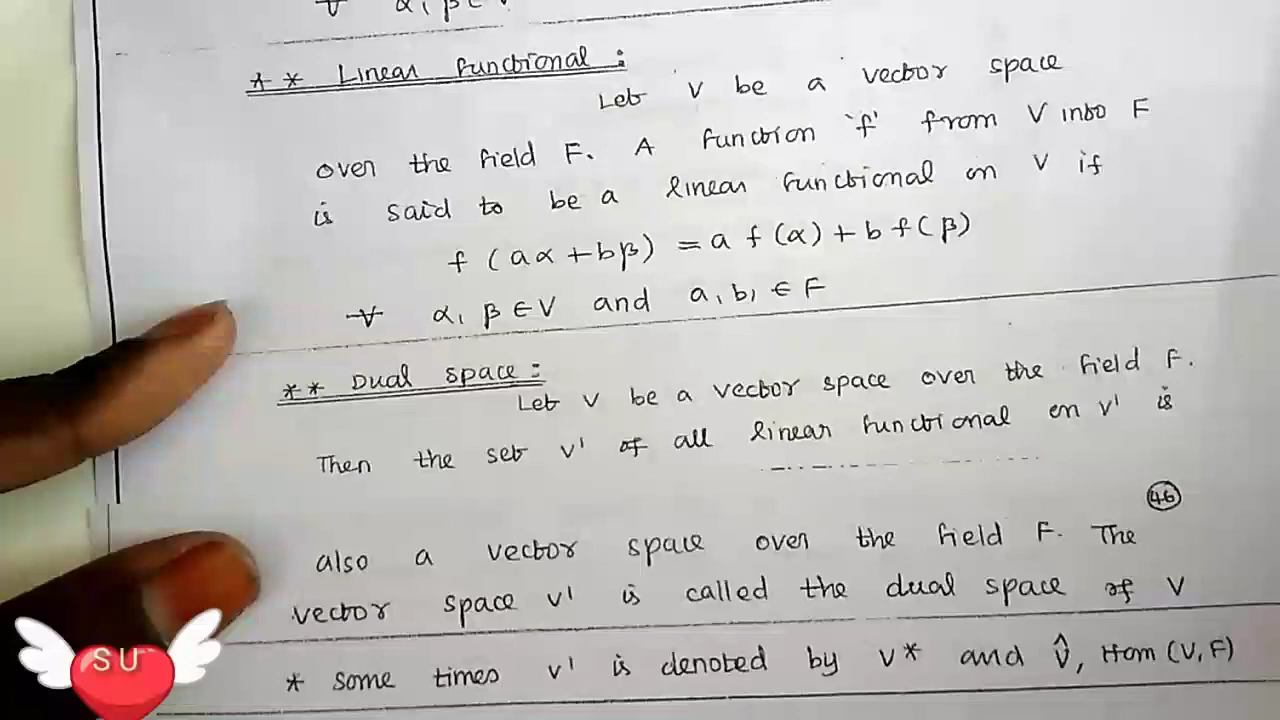 ∀ α, β ∈ V
** Linear functional :
Let V be a vector space
over the field F. A function 'f' from V into F
is said to be a linear functional on V if
f (aα + bβ) = a f (α) + b f (β)
∀ α, β ∈ V and a, b, ∈ F
** Dual space :
Let V be a vector space over the field F.
Then the set V' of all linear functional on V' is
46
also a vector space over the field F. The
vector space V' is called the dual space of V
* Some times V' is denoted by V* and V̂, Hom (V, F)
SU